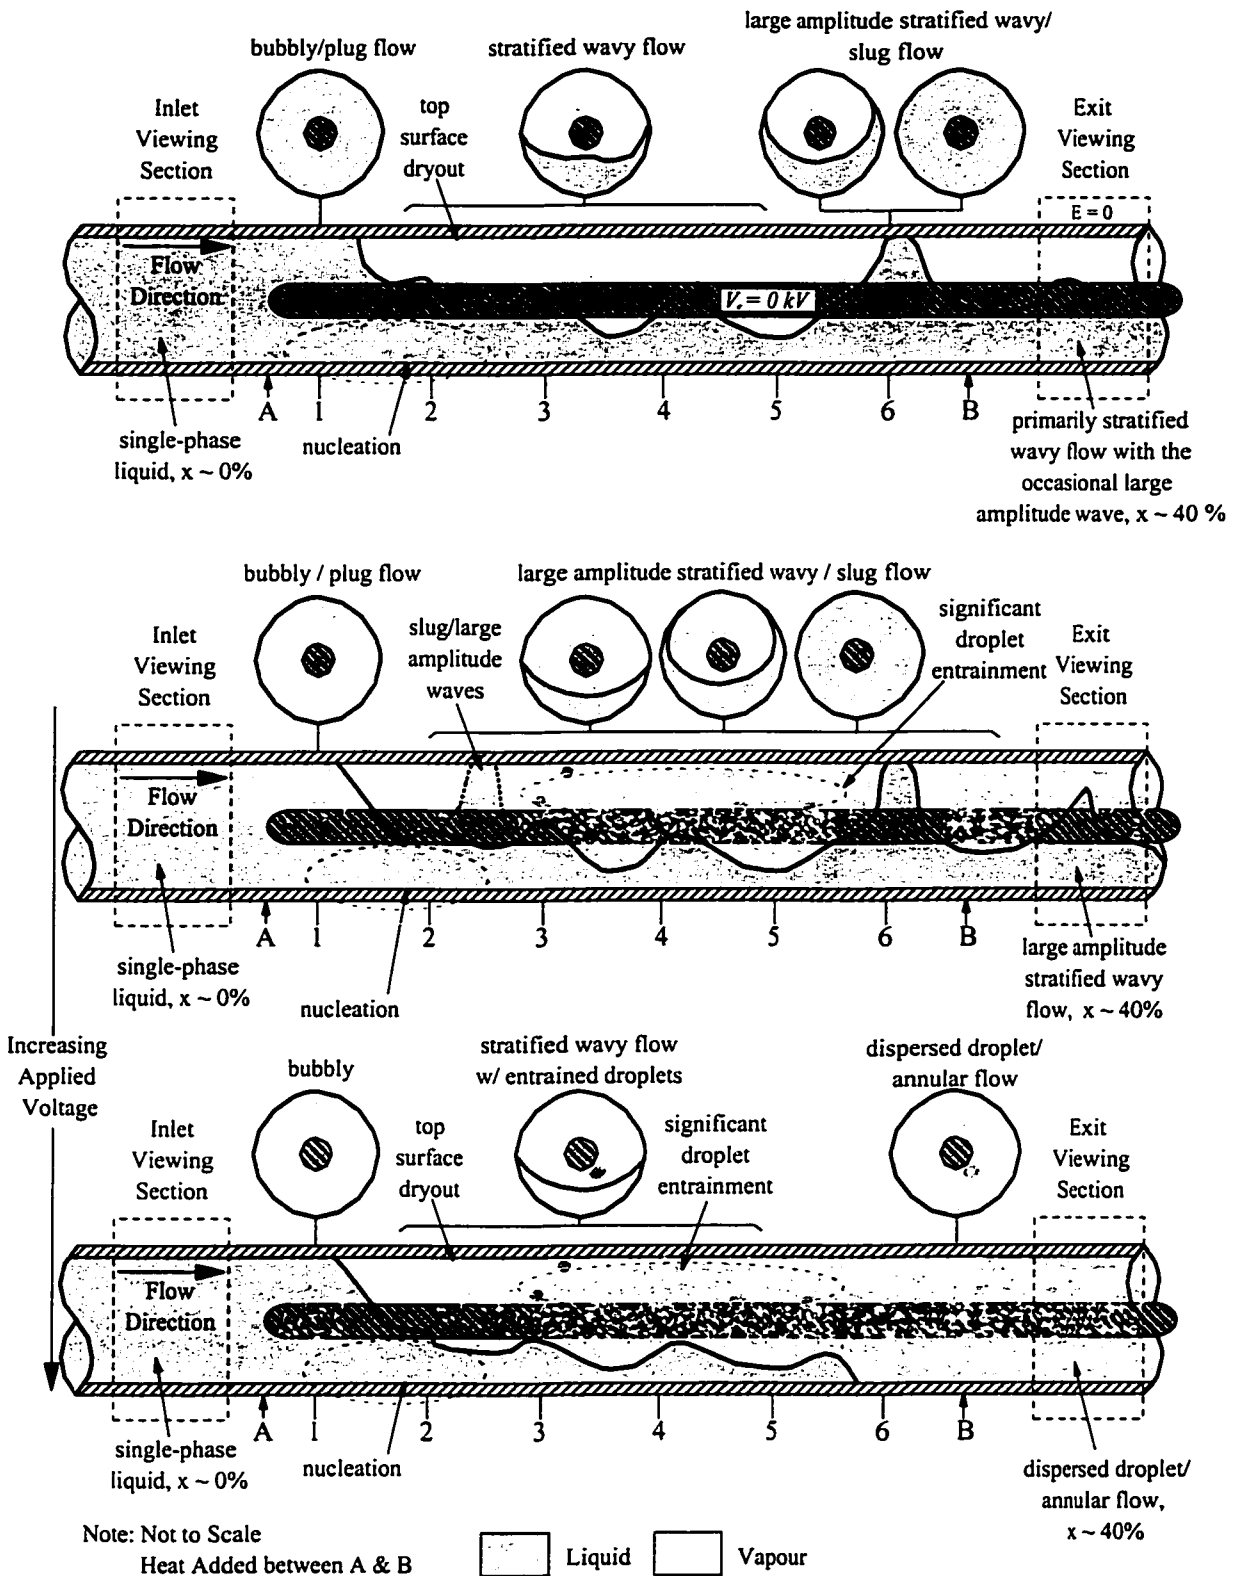 large amplitude stratified wavy/
slug flow
bubbly/plug flow
stratified wavy flow
Inlet
Viewing
Section
top
surface
dryout
Exit
Viewing
Section
E = 0
Flow
Direction
V. = 0 kV
A
1
2
3
4
5
6
B
single-phase
liquid, x ~ 0%
nucleation
primarily stratified
wavy flow with the
occasional large
amplitude wave, x ~ 40 %
bubbly / plug flow
large amplitude stratified wavy / slug flow
Inlet
Viewing
Section
slug/large
amplitude
waves
significant
droplet
entrainment
Exit
Viewing
Section
Flow
Direction
A
1
2
3
4
5
6
B
single-phase
liquid, x ~ 0%
nucleation
large amplitude
stratified wavy
flow, x ~ 40%
Increasing
Applied
Voltage
bubbly
stratified wavy flow
w/ entrained droplets
dispersed droplet/
annular flow
Inlet
Viewing
Section
top
surface
dryout
significant
droplet
entrainment
Exit
Viewing
Section
Flow
Direction
A
1
2
3
4
5
6
B
single-phase
liquid, x ~ 0%
nucleation
dispersed droplet/
annular flow,
x ~ 40%
Note: Not to Scale
Heat Added between A & B
Liquid
Vapour